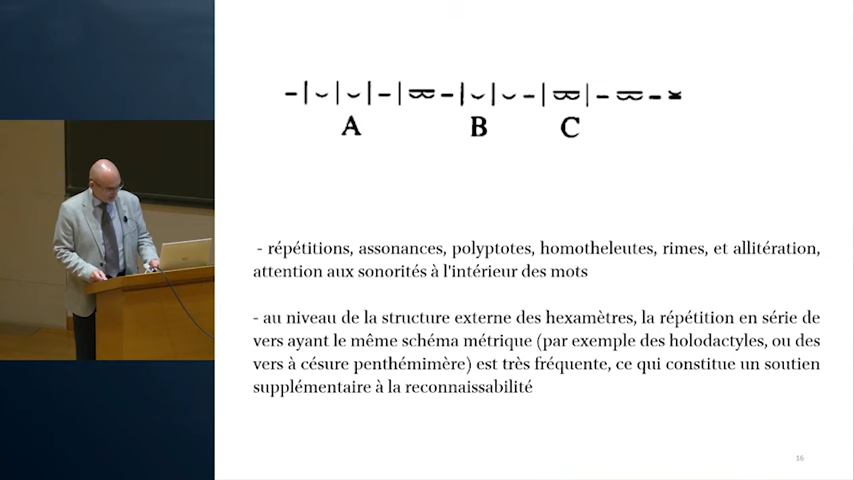 –|⏑|⏑|–|⏔–|⏑|⏑–|⏔|–⏔–⏓
A B C
- répétitions, assonances, polyptotes, homotheleutes, rimes, et allitération,
attention aux sonorités à l'intérieur des mots
- au niveau de la structure externe des hexamètres, la répétition en série de
vers ayant le même schéma métrique (par exemple des holodactyles, ou des
vers à césure penthémimère) est très fréquente, ce qui constitue un soutien
supplémentaire à la reconnaissabilité
16